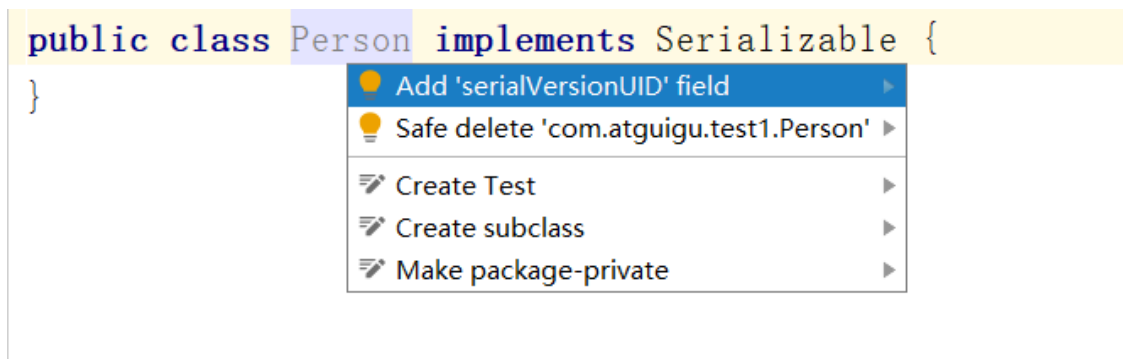 public class Person implements Serializable {
}
Add 'serialVersionUID' field
Safe delete 'com.atguigu.test1.Person'
Create Test
Create subclass
Make package-private